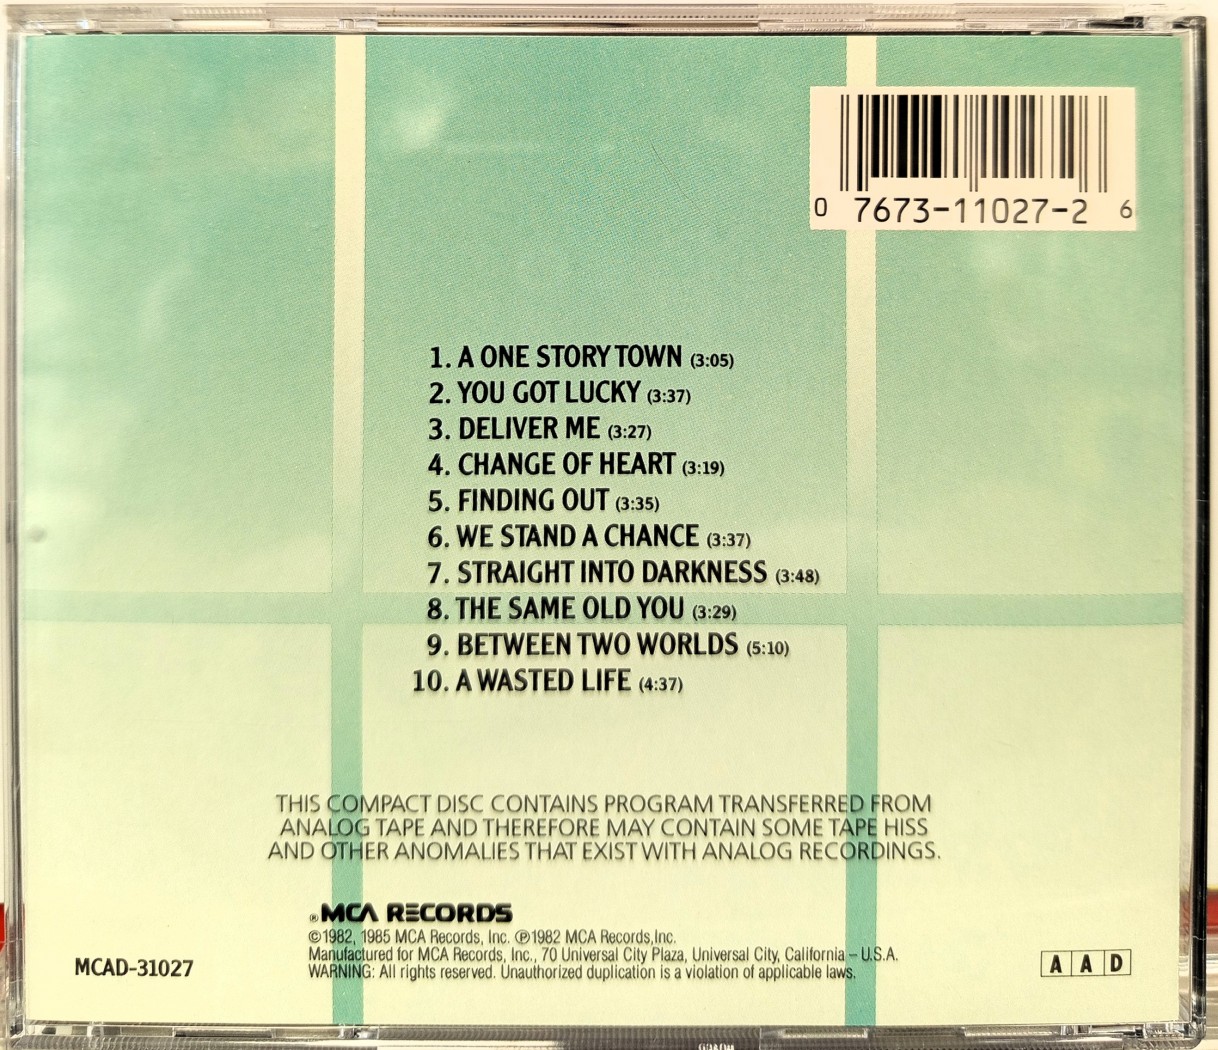 0 7673-11027-2 6
1. A ONE STORY TOWN (3:05)
2. YOU GOT LUCKY (3:37)
3. DELIVER ME (3:27)
4. CHANGE OF HEART (3:19)
5. FINDING OUT (3:35)
6. WE STAND A CHANCE (3:37)
7. STRAIGHT INTO DARKNESS (3:48)
8. THE SAME OLD YOU (3:29)
9. BETWEEN TWO WORLDS (5:10)
10. A WASTED LIFE (4:37)
THIS COMPACT DISC CONTAINS PROGRAM TRANSFERRED FROM
ANALOG TAPE AND THEREFORE MAY CONTAIN SOME TAPE HISS
AND OTHER ANOMALIES THAT EXIST WITH ANALOG RECORDINGS.
® MCA RECORDS
©1982, 1985 MCA Records, Inc. ℗1982 MCA Records,Inc.
Manufactured for MCA Records, Inc., 70 Universal City Plaza, Universal City, California – U.S.A.
WARNING: All rights reserved. Unauthorized duplication is a violation of applicable laws.
MCAD-31027
A A D